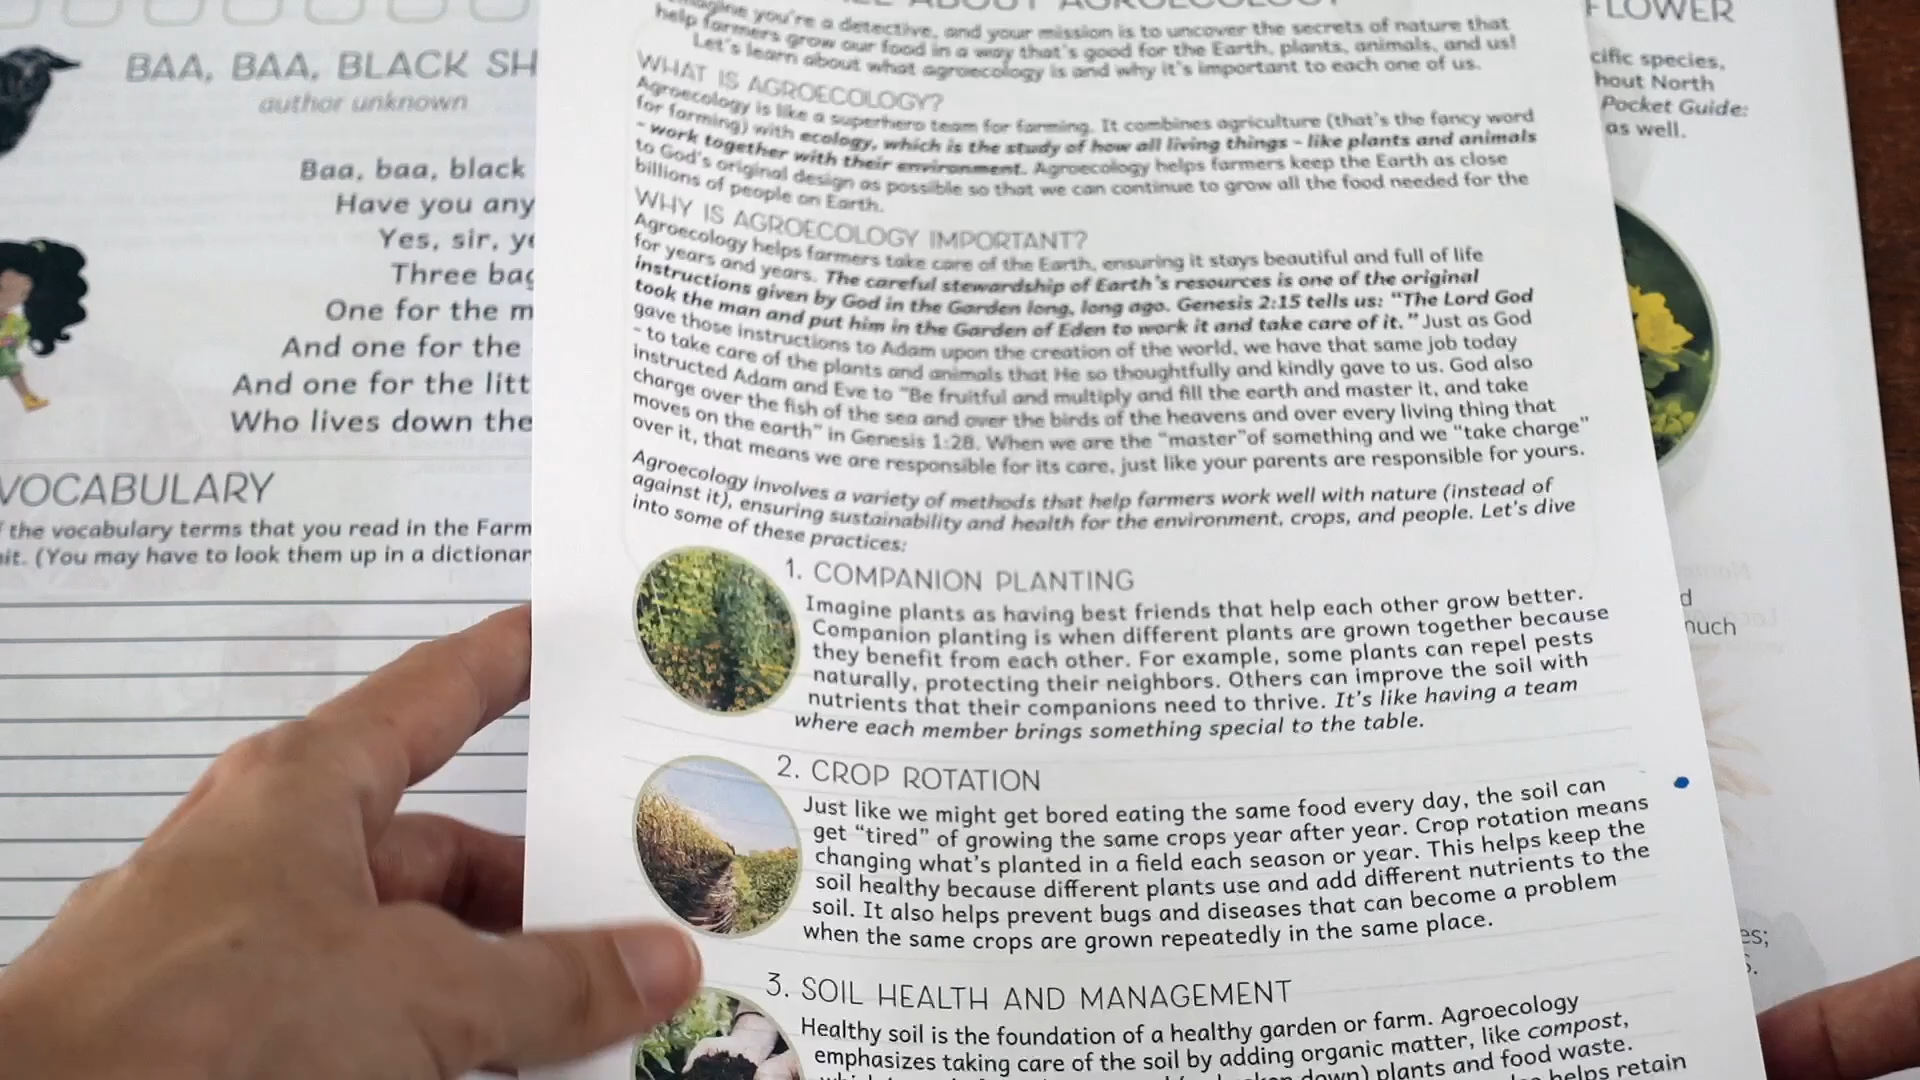 BAA, BAA, BLACK SH
author unknown
Baa, baa, black
Have you any
Yes, sir, ye
Three bag
One for the m
And one for the
And one for the litt
Who lives down the
VOCABULARY
the vocabulary terms that you read in the Farm
it. (You may have to look them up in a dictionar
ALL ABOUT AGROECOLOGY
Imagine you're a detective, and your mission is to uncover the secrets of nature that
help farmers grow our food in a way that's good for the Earth, plants, animals, and us!
Let's learn about what agroecology is and why it's important to each one of us.
WHAT IS AGROECOLOGY?
Agroecology is like a superhero team for farming. It combines agriculture (that's the fancy word
for farming) with ecology, which is the study of how all living things - like plants and animals
- work together with their environment. Agroecology helps farmers keep the Earth as close
to God's original design as possible so that we can continue to grow all the food needed for the
billions of people on Earth.
WHY IS AGROECOLOGY IMPORTANT?
Agroecology helps farmers take care of the Earth, ensuring it stays beautiful and full of life
for years and years. The careful stewardship of Earth's resources is one of the original
instructions given by God in the Garden long, long ago. Genesis 2:15 tells us: "The Lord God
took the man and put him in the Garden of Eden to work it and take care of it." Just as God
gave those instructions to Adam upon the creation of the world, we have that same job today
- to take care of the plants and animals that He so thoughtfully and kindly gave to us. God also
instructed Adam and Eve to "Be fruitful and multiply and fill the earth and master it, and take
charge over the fish of the sea and over the birds of the heavens and over every living thing that
moves on the earth" in Genesis 1:28. When we are the "master"of something and we "take charge"
over it, that means we are responsible for its care, just like your parents are responsible for yours.
Agroecology involves a variety of methods that help farmers work well with nature (instead of
against it), ensuring sustainability and health for the environment, crops, and people. Let's dive
into some of these practices:
1. COMPANION PLANTING
Imagine plants as having best friends that help each other grow better.
Companion planting is when different plants are grown together because
they benefit from each other. For example, some plants can repel pests
naturally, protecting their neighbors. Others can improve the soil with
nutrients that their companions need to thrive. It's like having a team
where each member brings something special to the table.
2. CROP ROTATION
Just like we might get bored eating the same food every day, the soil can
get "tired" of growing the same crops year after year. Crop rotation means
changing what's planted in a field each season or year. This helps keep the
soil healthy because different plants use and add different nutrients to the
soil. It also helps prevent bugs and diseases that can become a problem
when the same crops are grown repeatedly in the same place.
3. SOIL HEALTH AND MANAGEMENT
Healthy soil is the foundation of a healthy garden or farm. Agroecology
emphasizes taking care of the soil by adding organic matter, like compost,
down) plants and food waste.
helps retain
FLOWER
cific species,
hout North
Pocket Guide:
as well.
d
nuch
es;